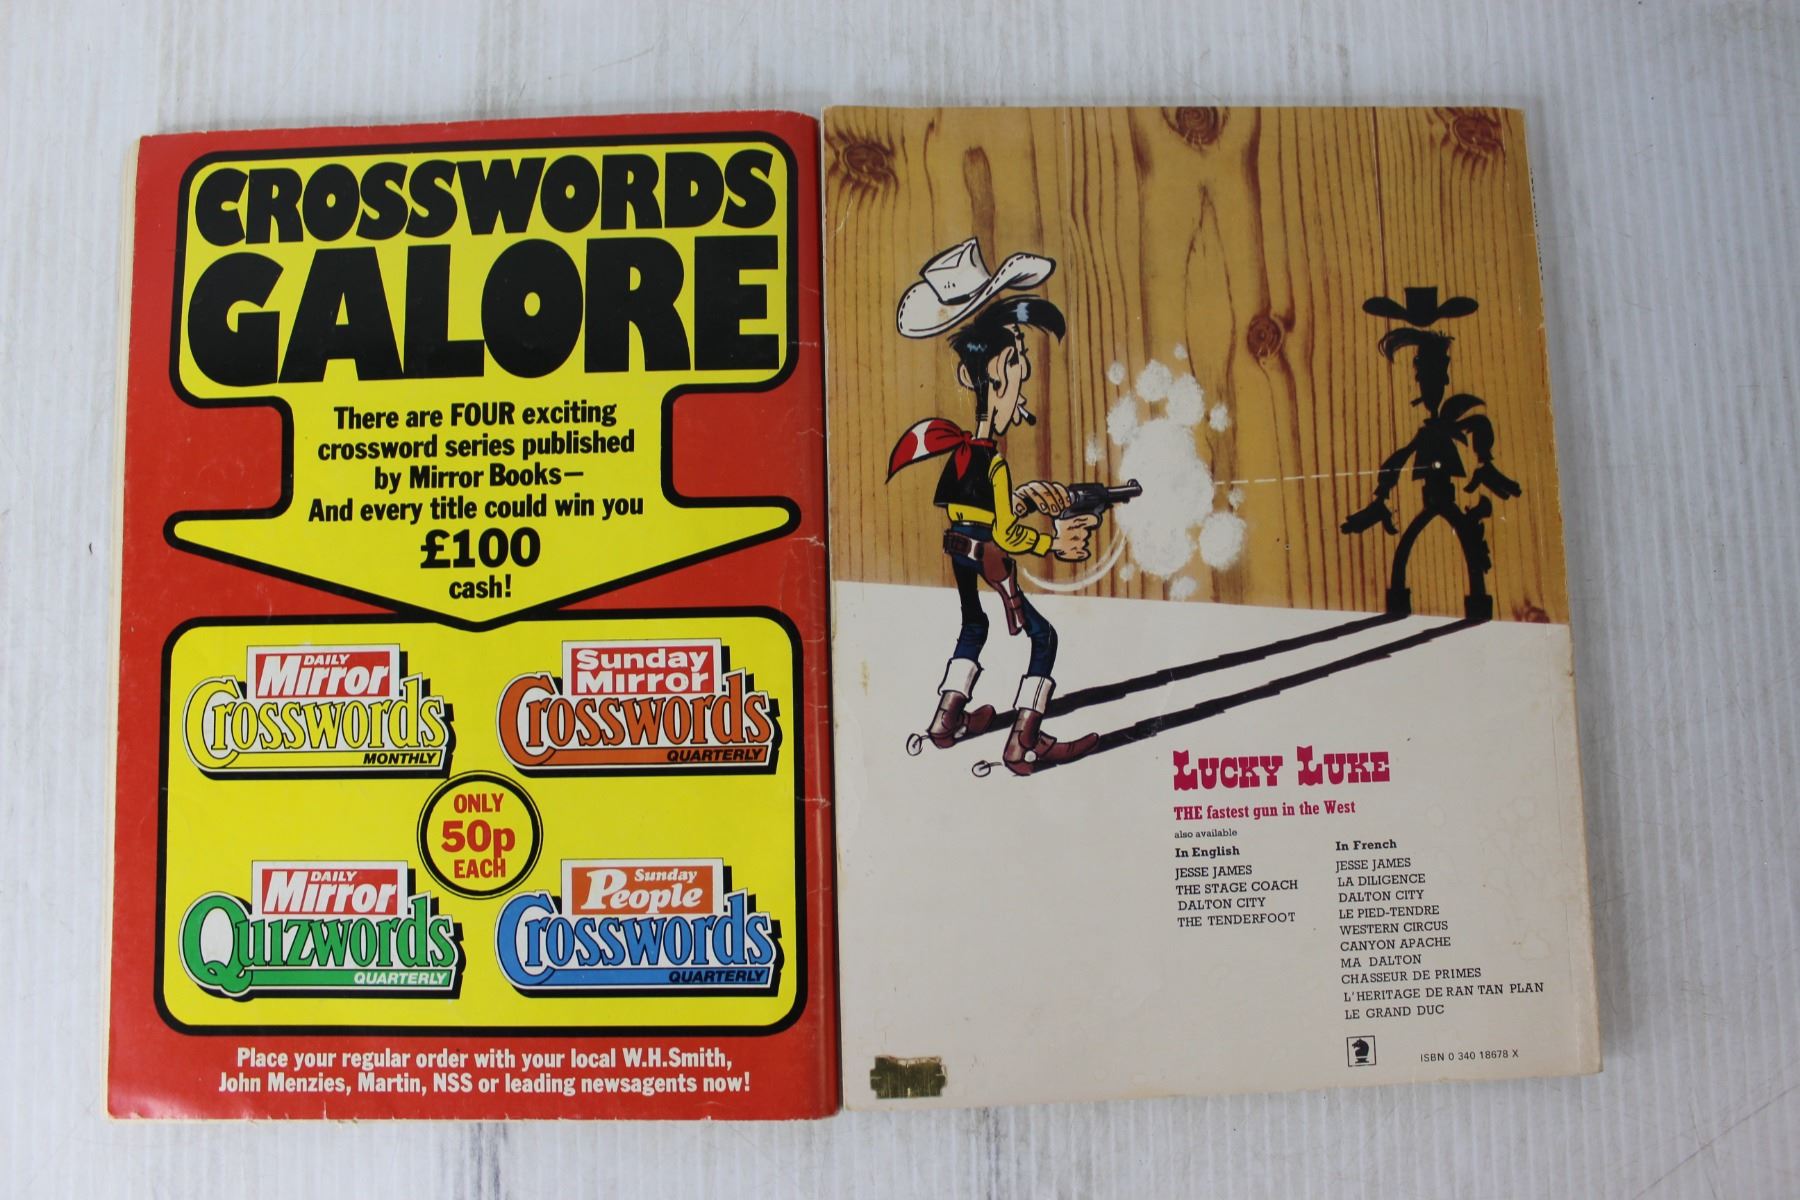 CROSSWORDS
GALORE
There are FOUR exciting
crossword series published
by Mirror Books—
And every title could win you
£100
cash!
DAILY
Mirror
Crosswords
MONTHLY
Sunday
Mirror
Crosswords
QUARTERLY
ONLY
50p
EACH
DAILY
Mirror
Quizwords
QUARTERLY
Sunday
People
Crosswords
QUARTERLY
Place your regular order with your local W.H.Smith,
John Menzies, Martin, NSS or leading newsagents now!
LUCKY LUKE
THE fastest gun in the West
also available
In English
JESSE JAMES
THE STAGE COACH
DALTON CITY
THE TENDERFOOT
In French
JESSE JAMES
LA DILIGENCE
DALTON CITY
LE PIED-TENDRE
WESTERN CIRCUS
CANYON APACHE
MA DALTON
CHASSEUR DE PRIMES
L'HERITAGE DE RAN TAN PLAN
LE GRAND DUC
ISBN 0 340 18678 X